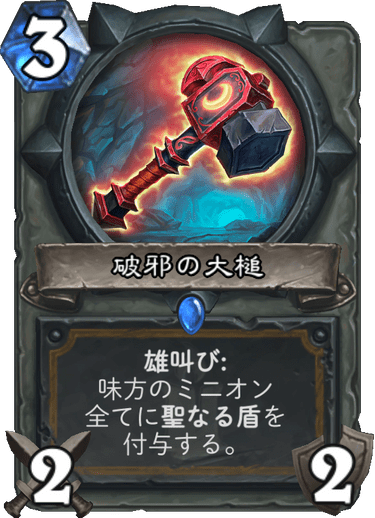 3
破邪の大槌
雄叫び:
味方のミニオン
全てに聖なる盾を
付与する。
2
2